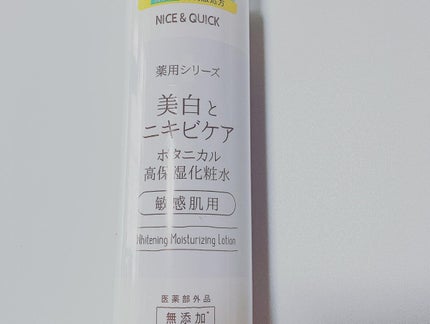 処方
NICE & QUICK
薬用シリーズ
美白と
ニキビケア
ボタニカル
高保湿化粧水
敏感肌用
Whitening Moisturizing Lotion
医薬部外品
無添加*